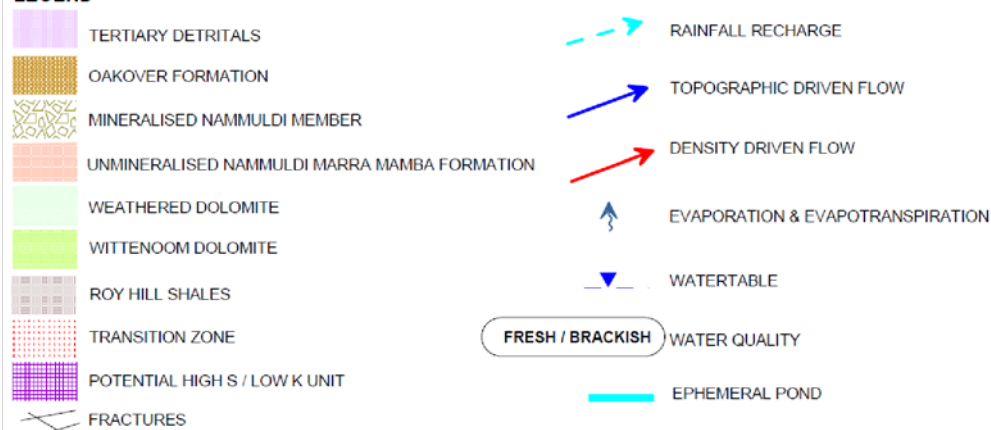 TERTIARY DETRITALS
OAKOVER FORMATION
MINERALISED NAMMULDI MEMBER
UNMINERALISED NAMMULDI MARRA MAMBA FORMATION
WEATHERED DOLOMITE
WITTENOOM DOLOMITE
ROY HILL SHALES
TRANSITION ZONE
POTENTIAL HIGH S / LOW K UNIT
FRACTURES
RAINFALL RECHARGE
TOPOGRAPHIC DRIVEN FLOW
DENSITY DRIVEN FLOW
EVAPORATION & EVAPOTRANSPIRATION
WATERTABLE
FRESH / BRACKISH WATER QUALITY
EPHEMERAL POND